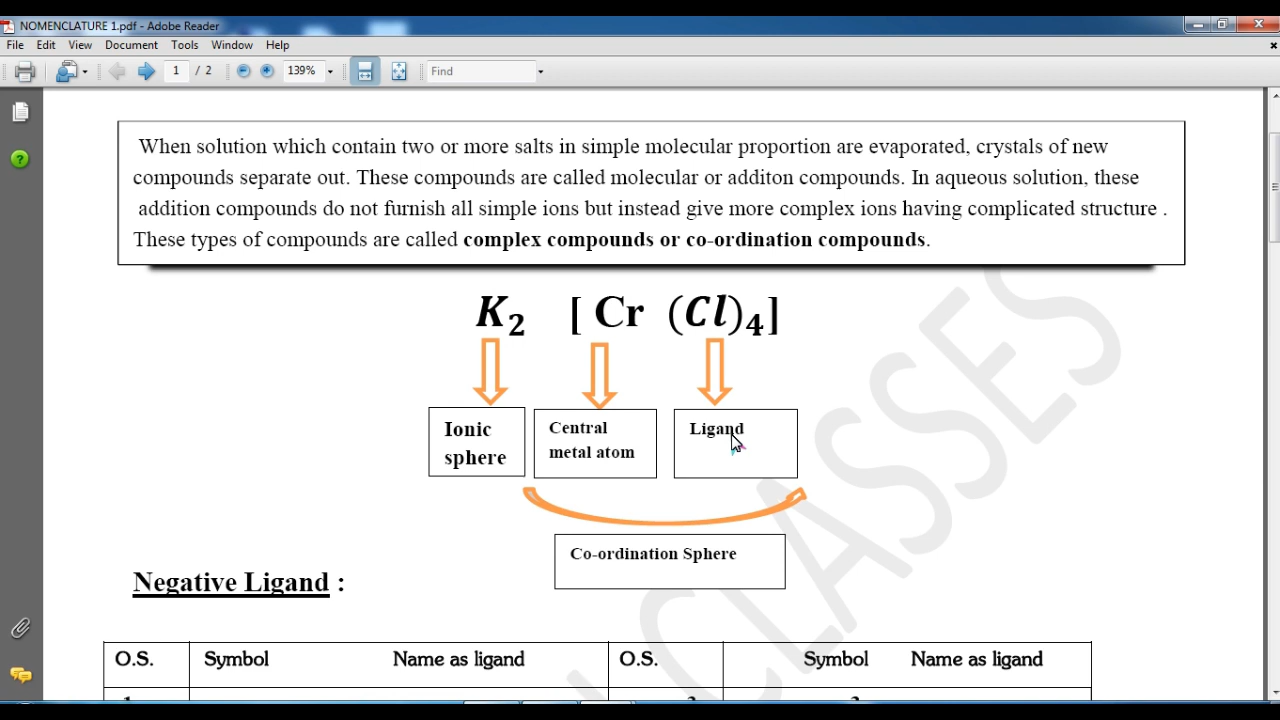 NOMENCLATURE 1.pdf - Adobe Reader
File Edit View Document Tools Window Help
1 / 2 139% Find
When solution which contain two or more salts in simple molecular proportion are evaporated, crystals of new
compounds separate out. These compounds are called molecular or additon compounds. In aqueous solution, these
addition compounds do not furnish all simple ions but instead give more complex ions having complicated structure .
These types of compounds are called complex compounds or co-ordination compounds.
K₂ [ Cr (Cl)₄]
Ionic
sphere
Central
metal atom
Ligand
Co-ordination Sphere
Negative Ligand :
O.S. Symbol Name as ligand O.S. Symbol Name as ligand
CLASSES